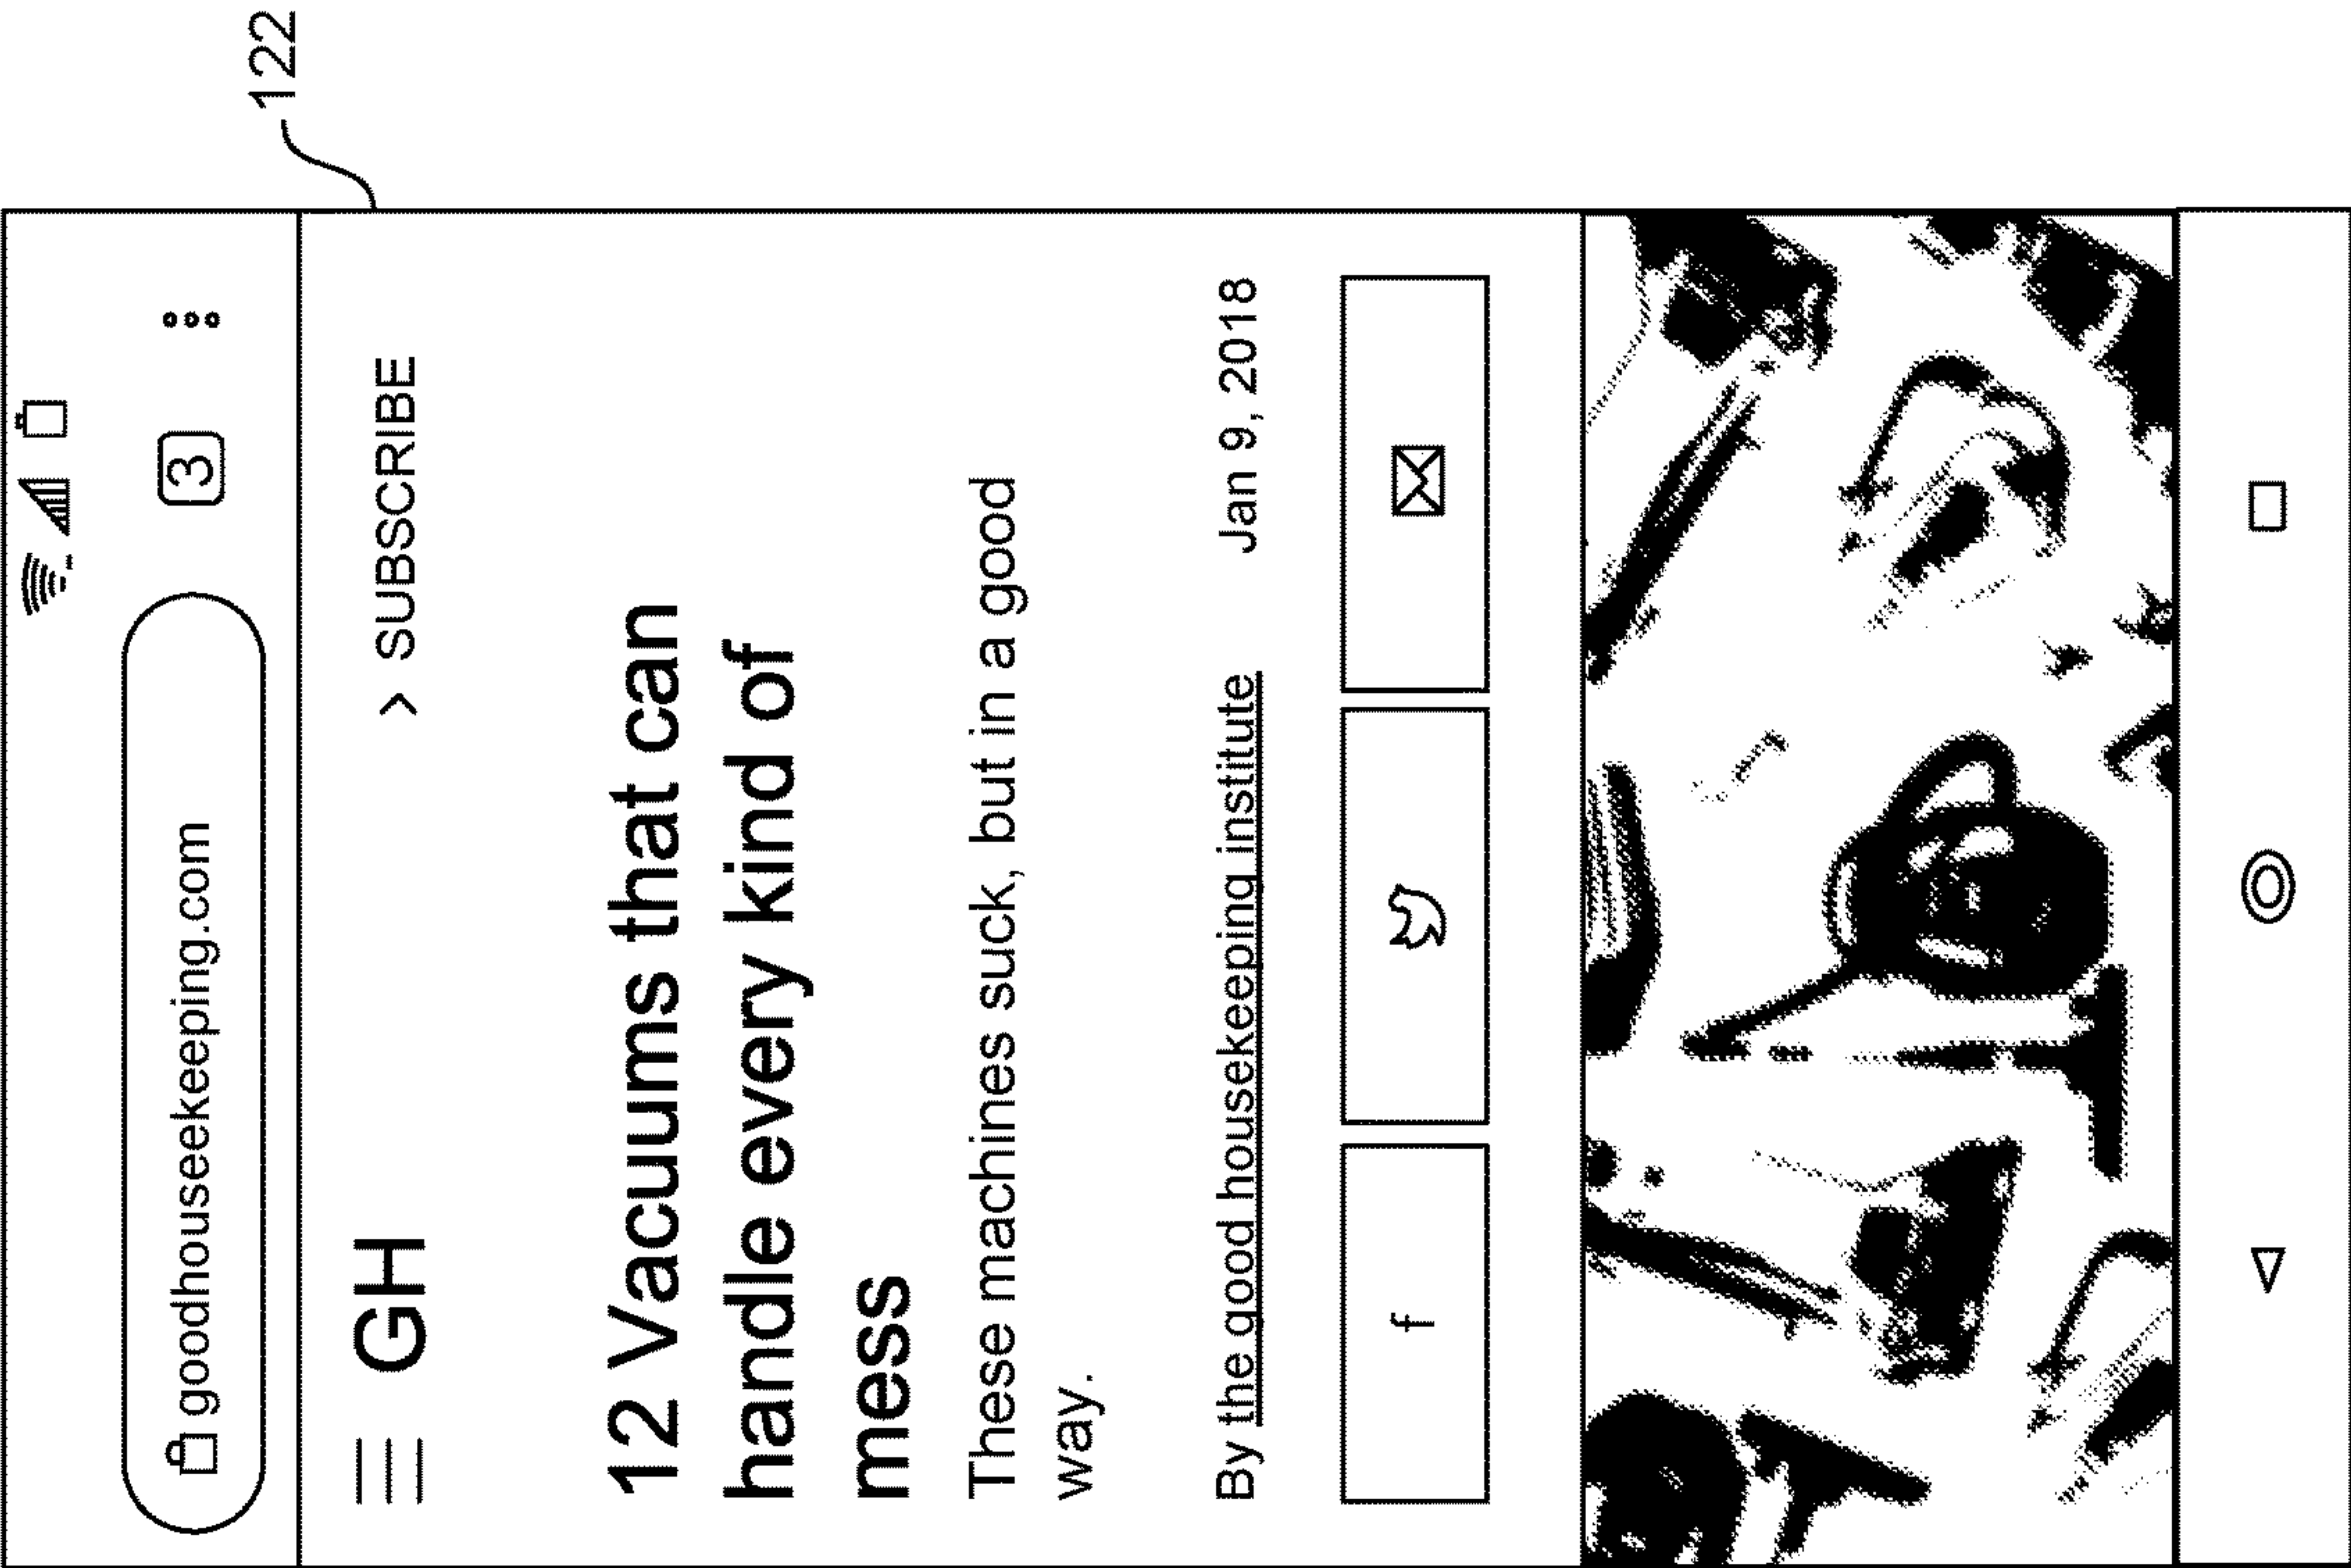 122
goodhousekeeping.com 3
GH > SUBSCRIBE
12 Vacuums that can
handle every kind of
mess
These machines suck, but in a good
way.
By the good housekeeping institute Jan 9, 2018
f